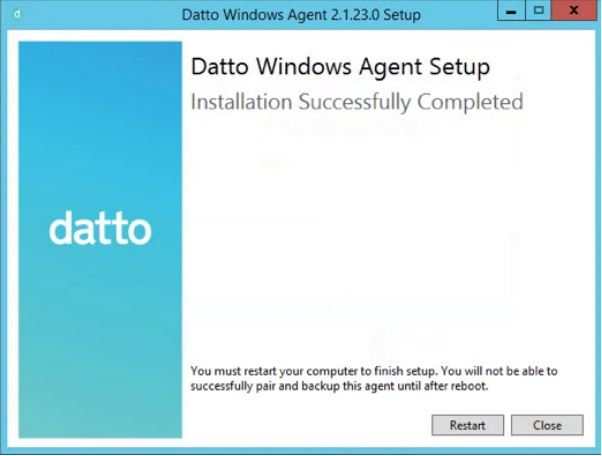 Datto Windows Agent 2.1.23.0 Setup
Datto Windows Agent Setup
Installation Successfully Completed
datto
You must restart your computer to finish setup. You will not be able to
successfully pair and backup this agent until after reboot.
Restart
Close